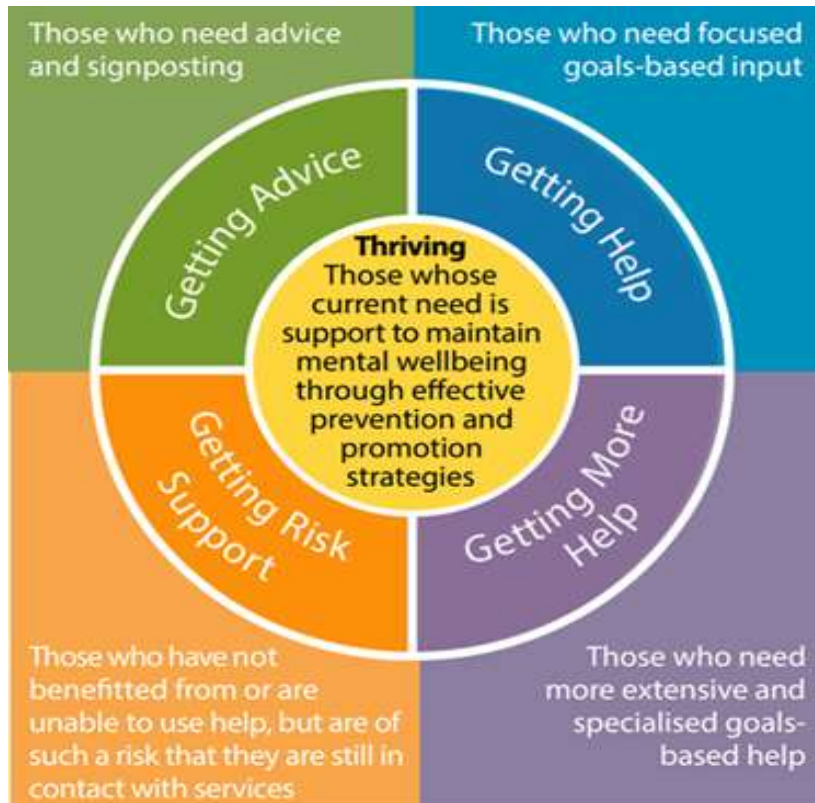 Those who need advice
and signposting
Those who need focused
goals-based input
Getting Advice
Getting Help
Thriving
Those whose
current need is
support to maintain
mental wellbeing
through effective
prevention and
promotion
strategies
Getting Risk
Support
Getting More
Help
Those who have not
benefitted from or are
unable to use help, but are of
such a risk that they are still in
contact with services
Those who need
more extensive and
specialised goals-
based help